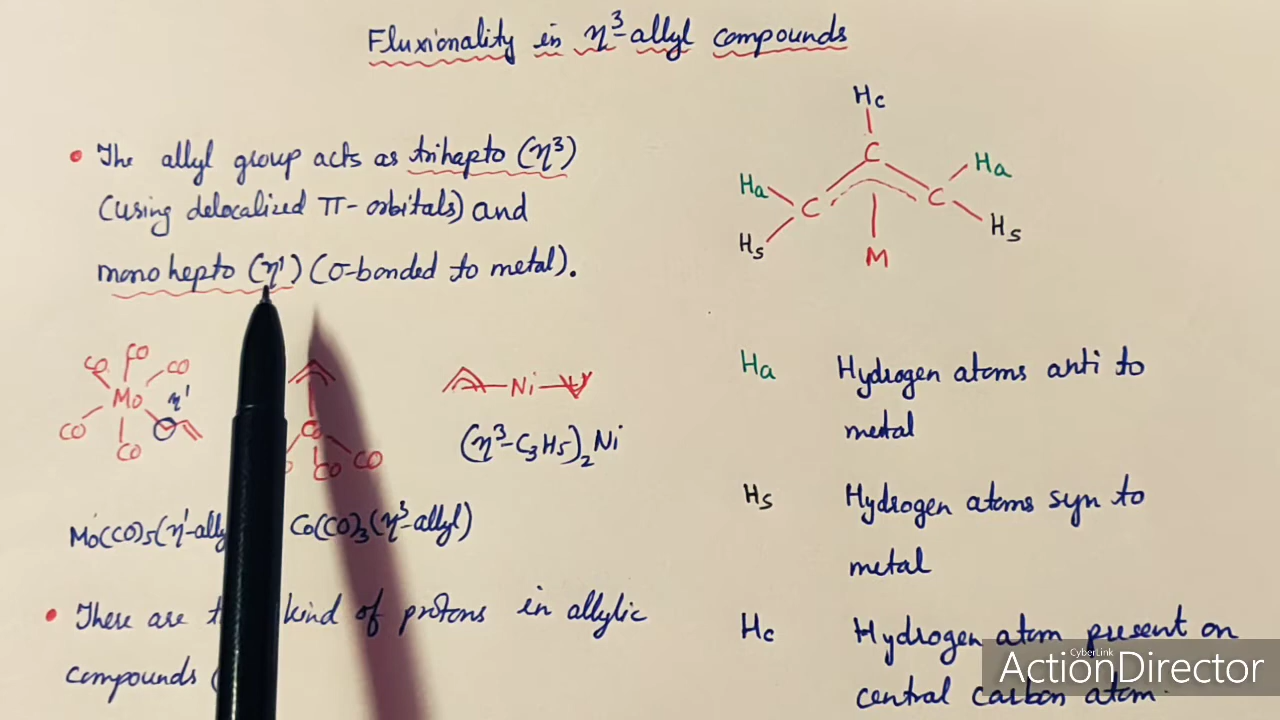 Fluxionality in η³-allyl compounds
• The allyl group acts as trihapto (η³)
(using delocalized π-orbitals) and
monohepto (η¹) (σ-bonded to metal).
Hc
C
Ha C C Ha
Hs Hs
M
CO CO CO
Mo η¹
CO CO
Co
CO CO
Ni
(η³-C₃H₅)₂Ni
Mo(CO)₅(η¹-ally
Co(CO)₃(η³-allyl)
• There are kind of protons in allylic
compounds (
Ha Hydrogen atoms anti to
metal
Hs Hydrogen atoms syn to
metal
Hc Hydrogen atom present on
central carbon atom.
CyberLink
ActionDirector